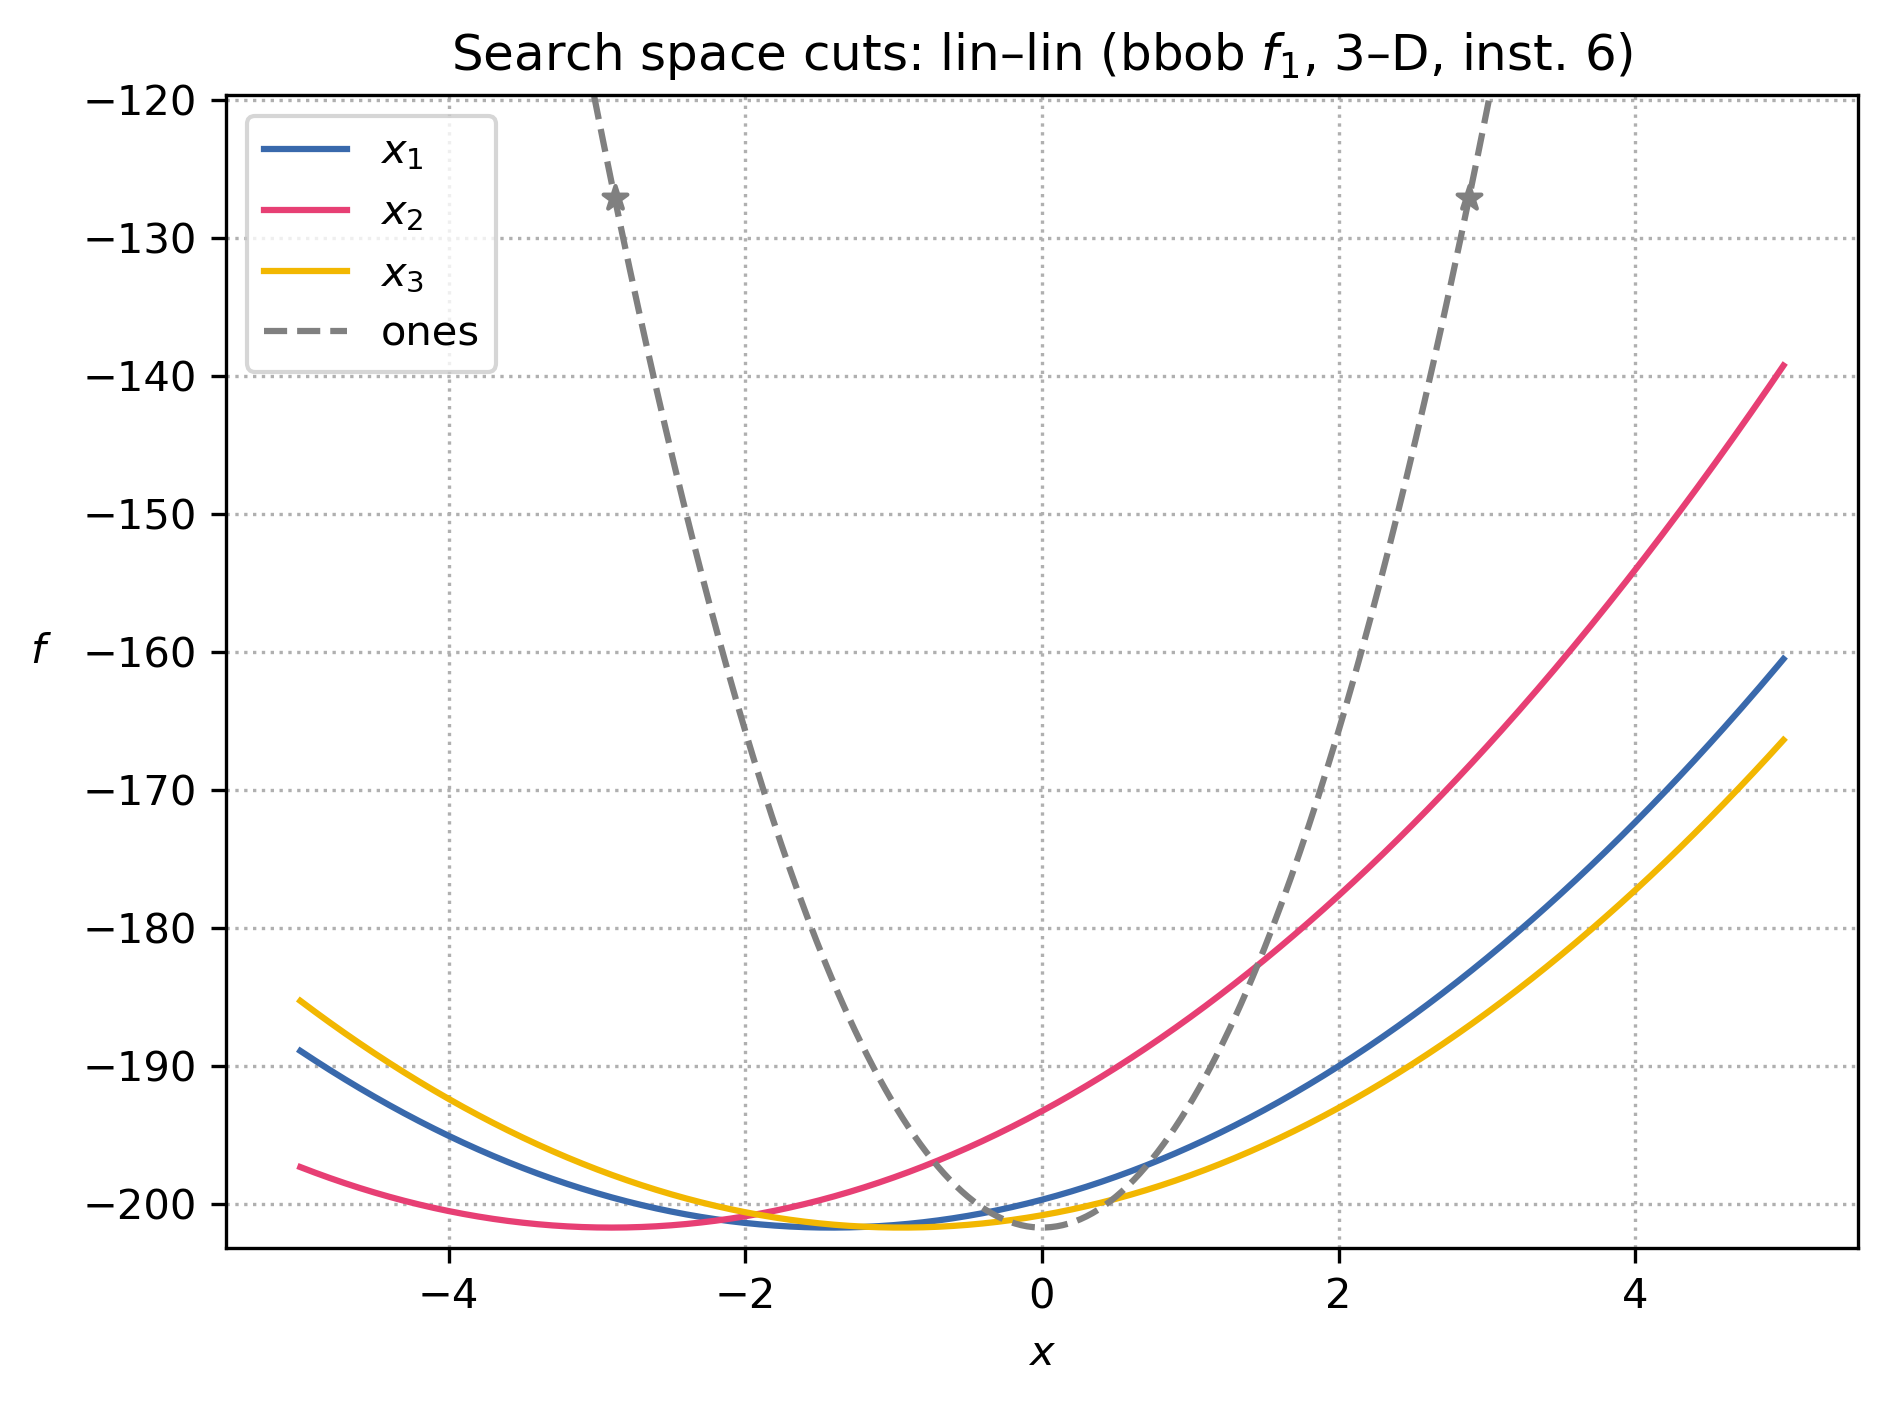 Search space cuts: lin–lin (bbob f₁, 3–D, inst. 6)
−120
−130
−140
−150
−160
−170
−180
−190
−200
f
x₁
x₂
x₃
ones
−4 −2 0 2 4
x